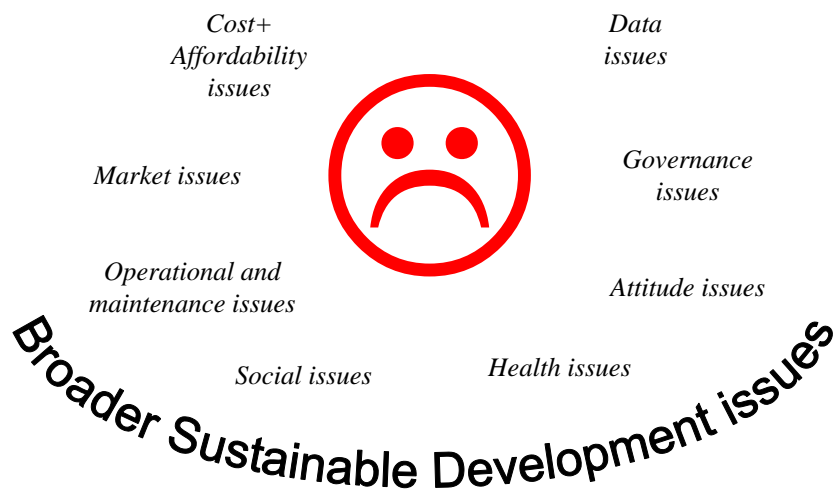 Cost+
Affordability
issues
Data
issues
Market issues
Governance
issues
Operational and
maintenance issues
Attitude issues
Social issues
Health issues
Broader Sustainable Development issues